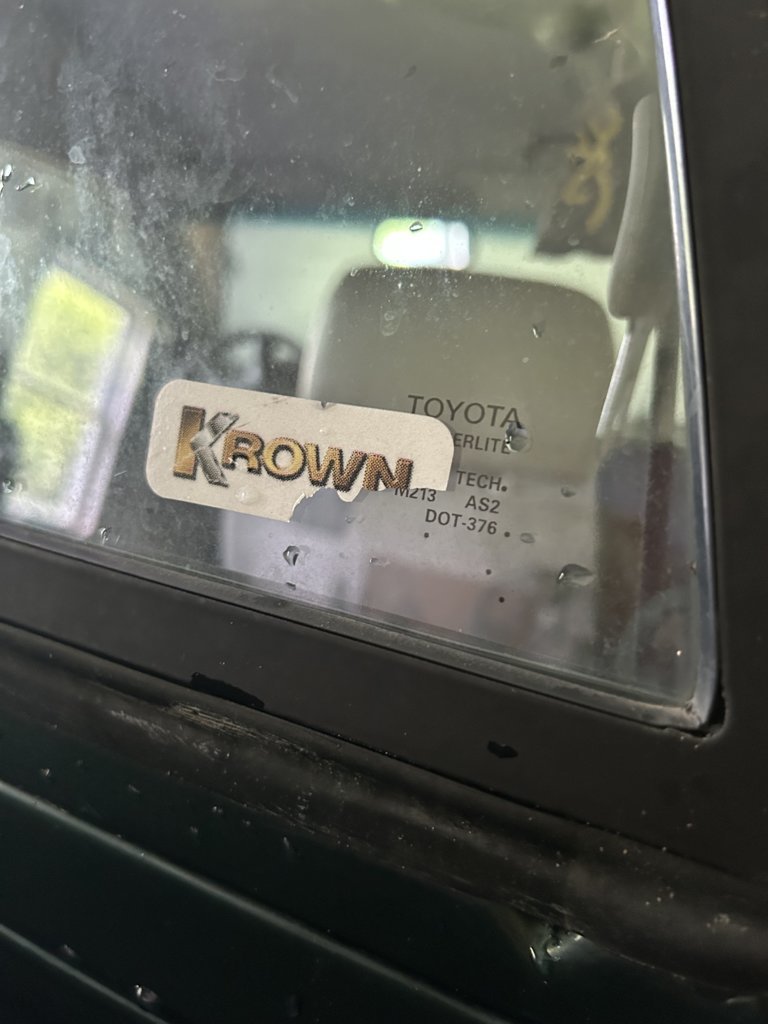 KROWN
TOYOTA
TECH.
M213 AS2
DOT-376